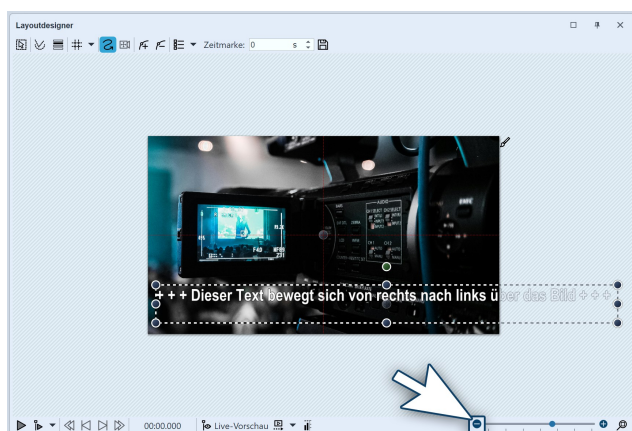 Layoutdesigner
Zeitmarke: 0 s
AUDIO
+ + + Dieser Text bewegt sich von rechts nach links über das Bild + + +
00:00.000 Live-Vorschau